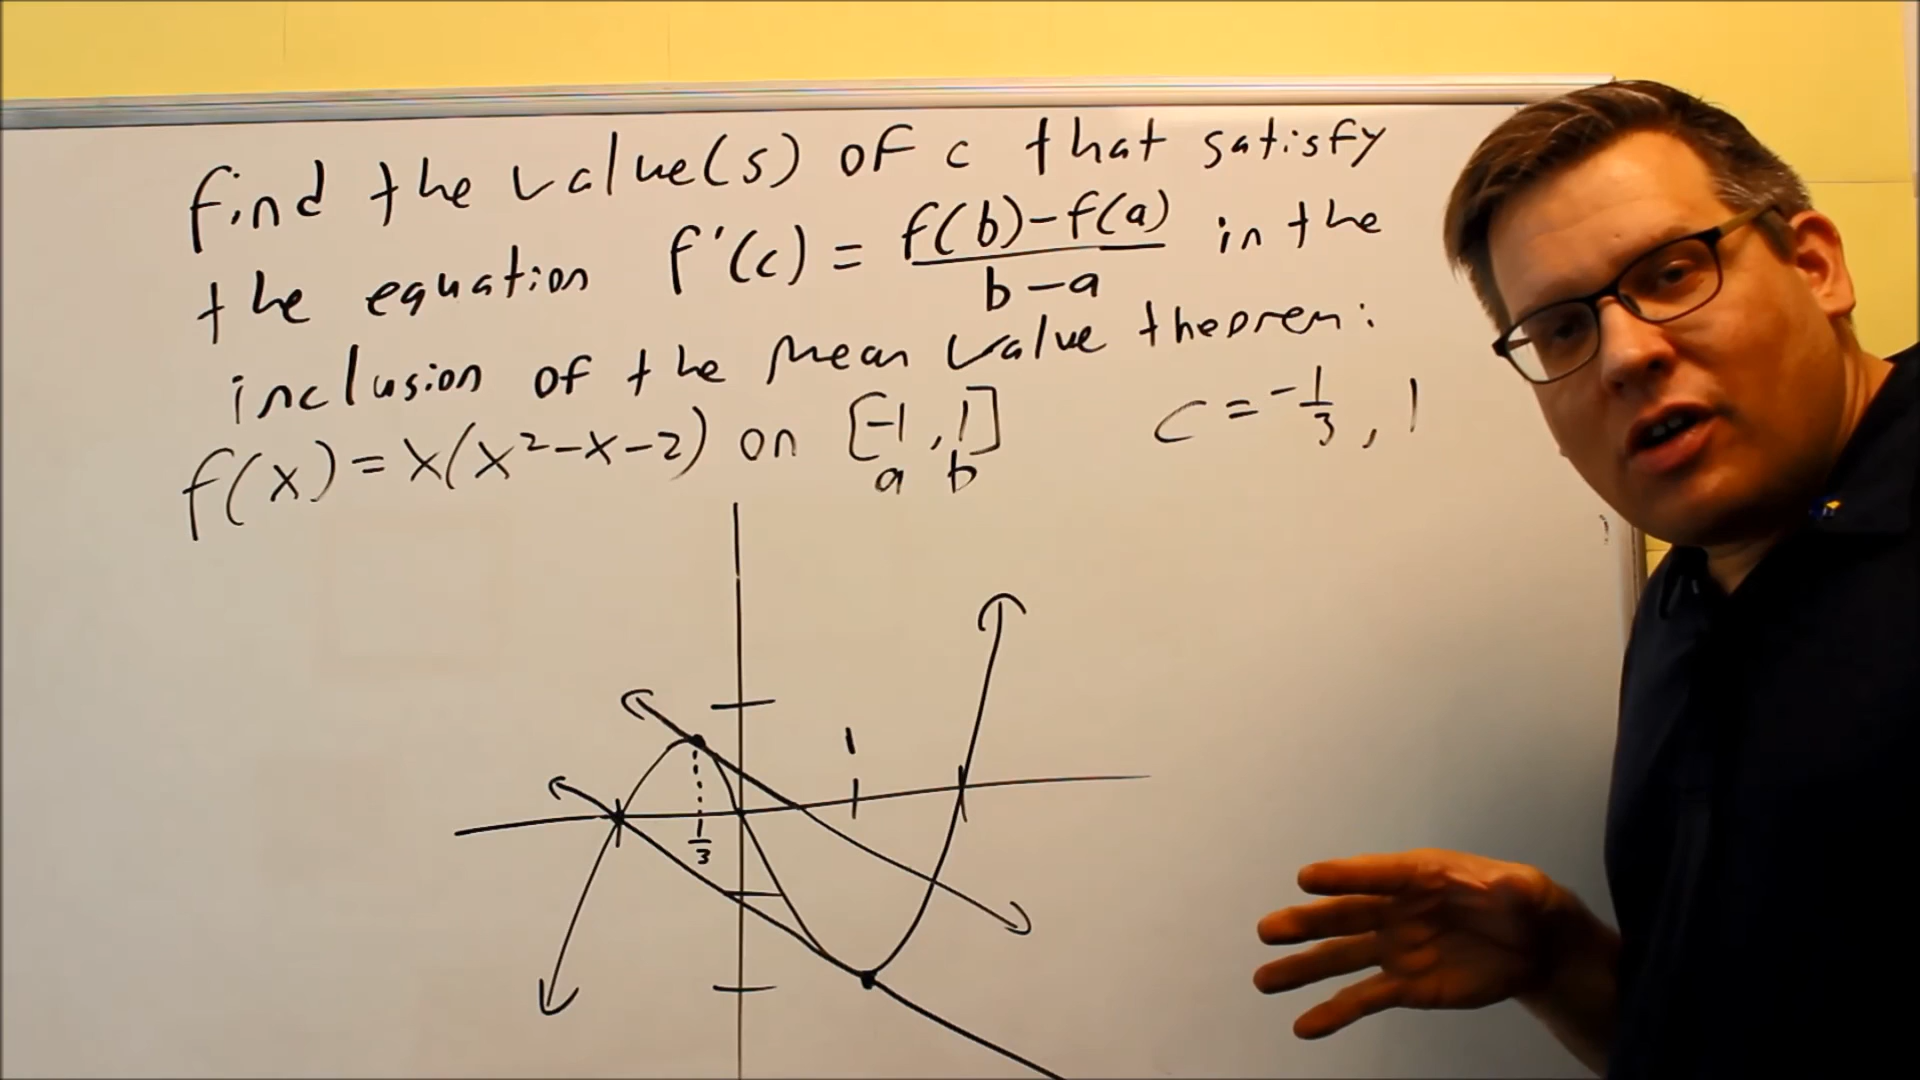 find the value(s) of c that satisfy
the equation f'(c) = f(b)-f(a) / b-a in the
inclusion of the mean value theorem:
f(x) = x(x²-x-2) on [-1, 1] c = -1/3, 1
a b
1
1/3